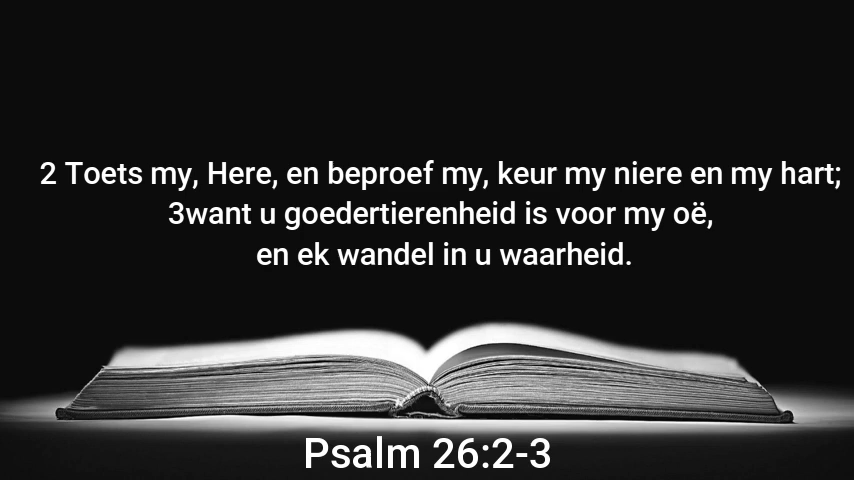 2 Toets my, Here, en beproef my, keur my niere en my hart;
3want u goedertierenheid is voor my oë,
en ek wandel in u waarheid.
Psalm 26:2-3